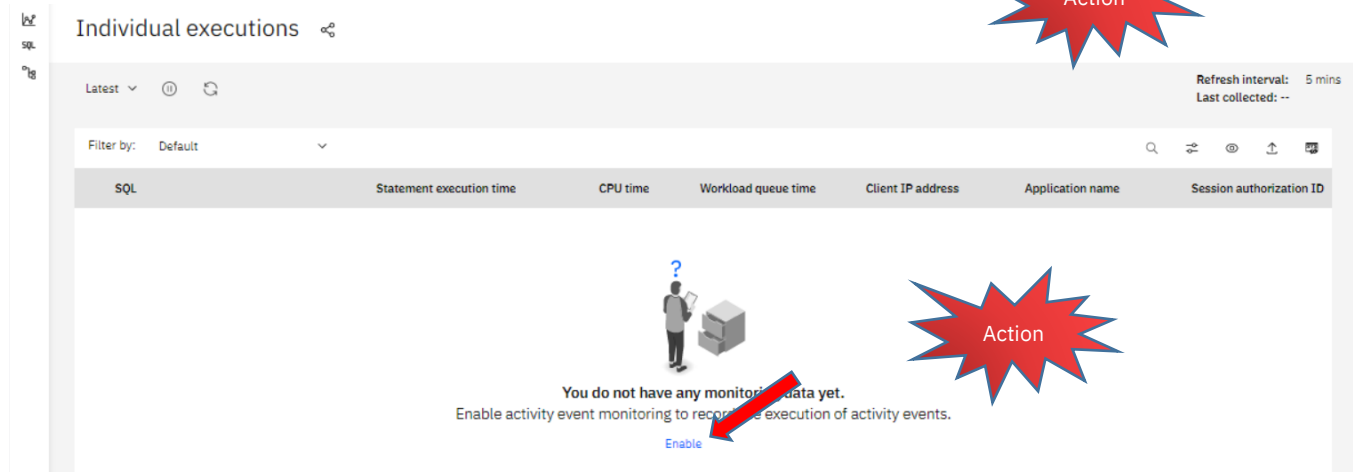 Action
Individual executions
SQL
Latest
Refresh interval: 5 mins
Last collected: --
Filter by: Default
SQL Statement execution time CPU time Workload queue time Client IP address Application name Session authorization ID
?
Action
You do not have any monitoring data yet.
Enable activity event monitoring to record execution of activity events.
Enable